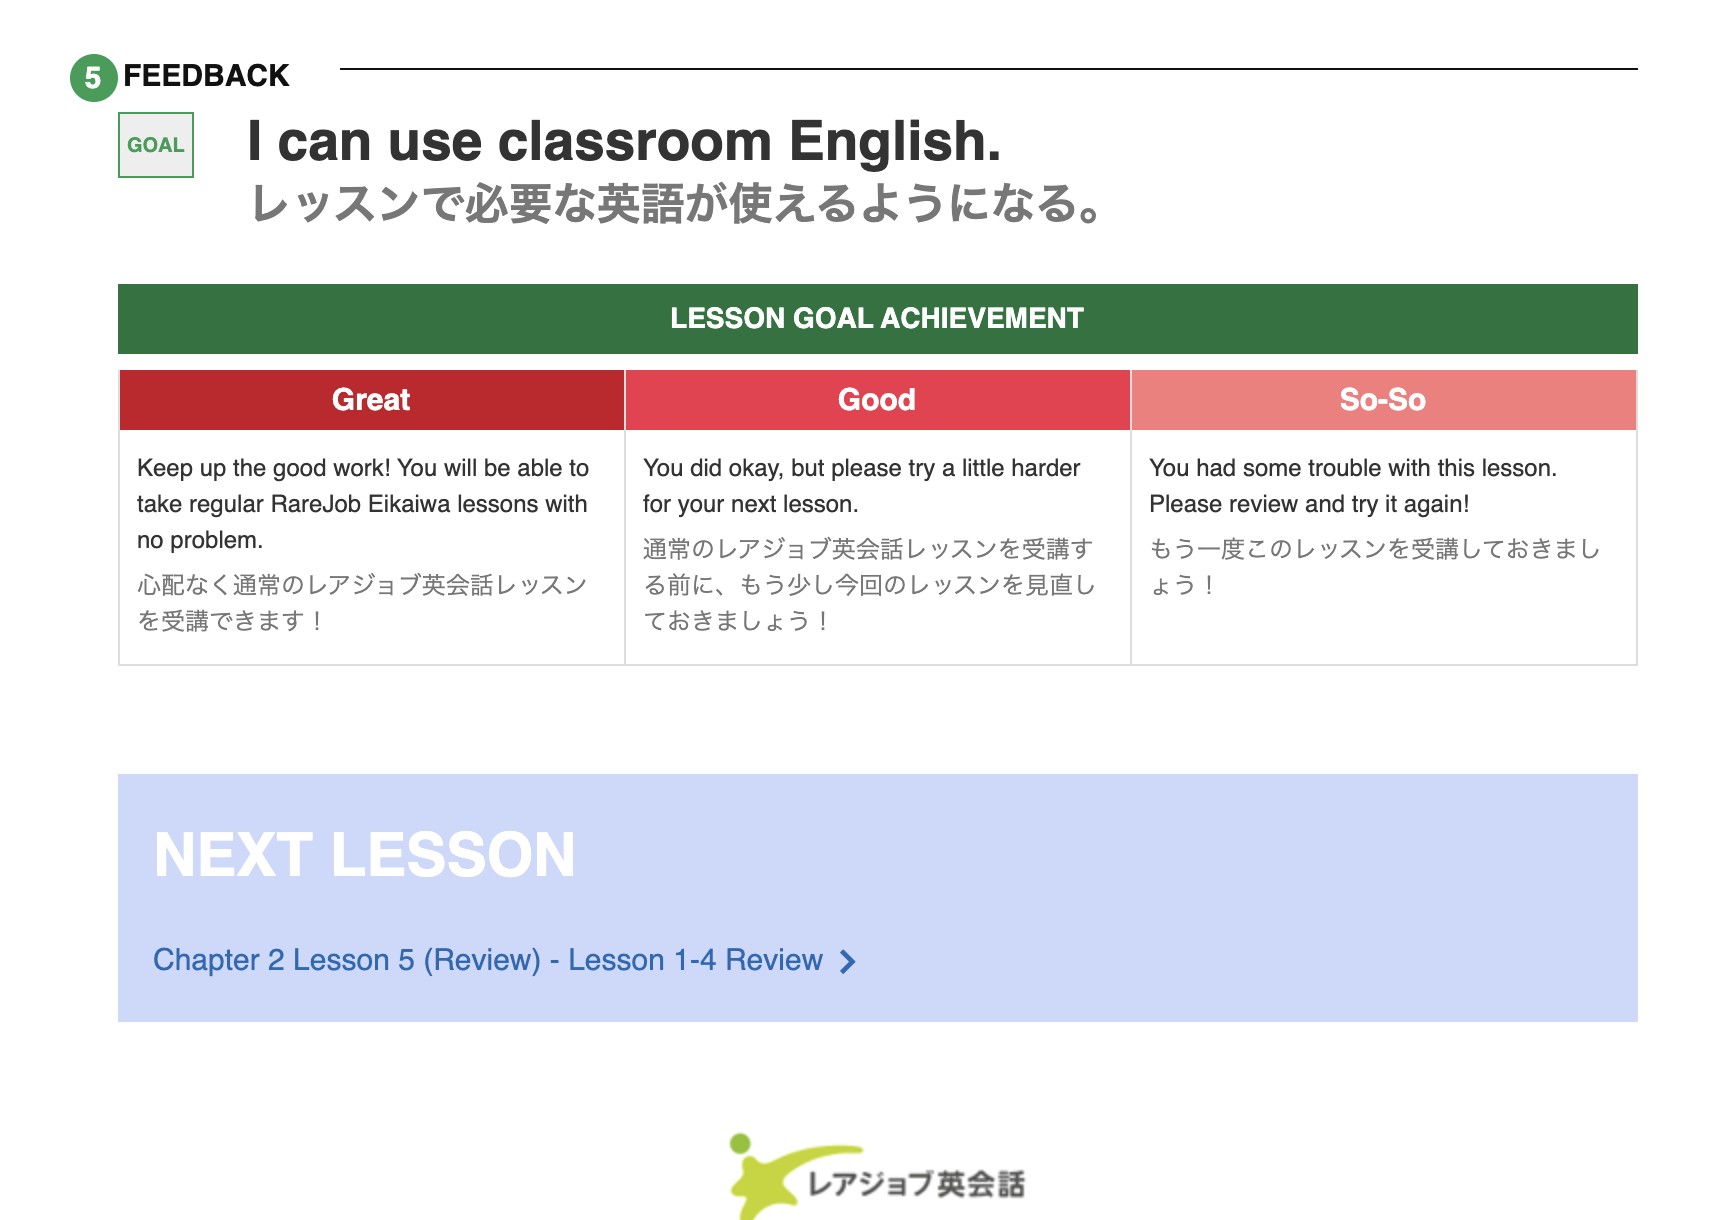 5 FEEDBACK
GOAL
I can use classroom English.
レッスンで必要な英語が使えるようになる。
LESSON GOAL ACHIEVEMENT
Great
Good
So-So
Keep up the good work! You will be able to
take regular RareJob Eikaiwa lessons with
no problem.
心配なく通常のレアジョブ英会話レッスン
を受講できます！
You did okay, but please try a little harder
for your next lesson.
通常のレアジョブ英会話レッスンを受講す
る前に、もう少し今回のレッスンを見直し
ておきましょう！
You had some trouble with this lesson.
Please review and try it again!
もう一度このレッスンを受講しておきまし
ょう！
NEXT LESSON
Chapter 2 Lesson 5 (Review) - Lesson 1-4 Review
レアジョブ英会話